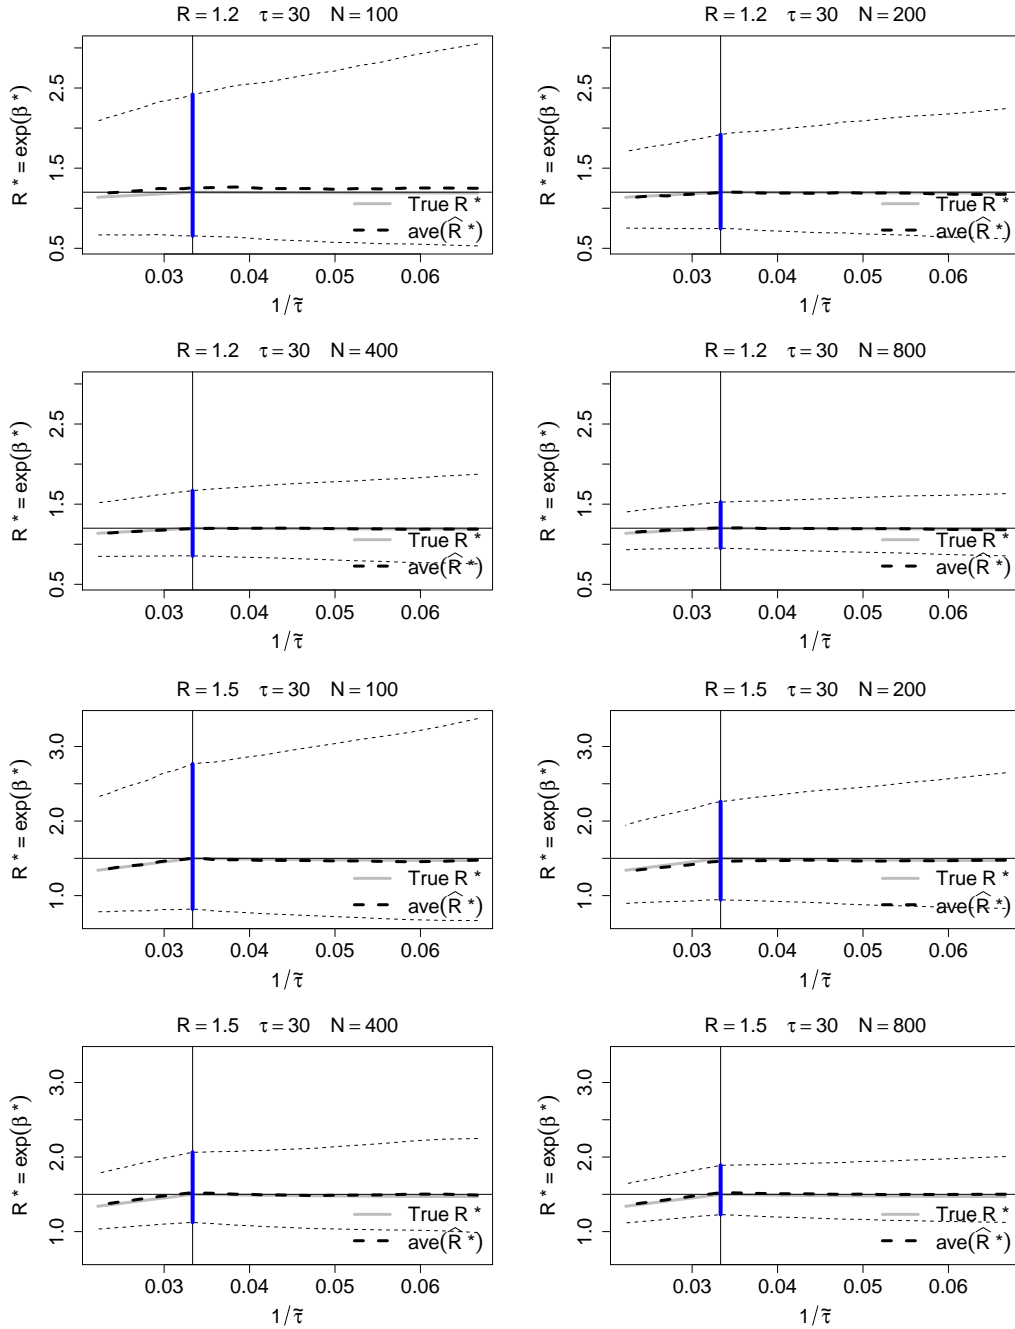 R = 1.2 τ = 30 N = 100
R * = exp(β *)
2.5
1.5
0.5
True R *
ave(R̂ *)
0.03 0.04 0.05 0.06
1/τ̃
R = 1.2 τ = 30 N = 200
R * = exp(β *)
2.5
1.5
0.5
True R *
ave(R̂ *)
0.03 0.04 0.05 0.06
1/τ̃
R = 1.2 τ = 30 N = 400
R * = exp(β *)
2.5
1.5
0.5
True R *
ave(R̂ *)
0.03 0.04 0.05 0.06
1/τ̃
R = 1.2 τ = 30 N = 800
R * = exp(β *)
2.5
1.5
0.5
True R *
ave(R̂ *)
0.03 0.04 0.05 0.06
1/τ̃
R = 1.5 τ = 30 N = 100
R * = exp(β *)
3.0
2.0
1.0
True R *
ave(R̂ *)
0.03 0.04 0.05 0.06
1/τ̃
R = 1.5 τ = 30 N = 200
R * = exp(β *)
3.0
2.0
1.0
True R *
ave(R̂ *)
0.03 0.04 0.05 0.06
1/τ̃
R = 1.5 τ = 30 N = 400
R * = exp(β *)
3.0
2.0
1.0
True R *
ave(R̂ *)
0.03 0.04 0.05 0.06
1/τ̃
R = 1.5 τ = 30 N = 800
R * = exp(β *)
3.0
2.0
1.0
True R *
ave(R̂ *)
0.03 0.04 0.05 0.06
1/τ̃